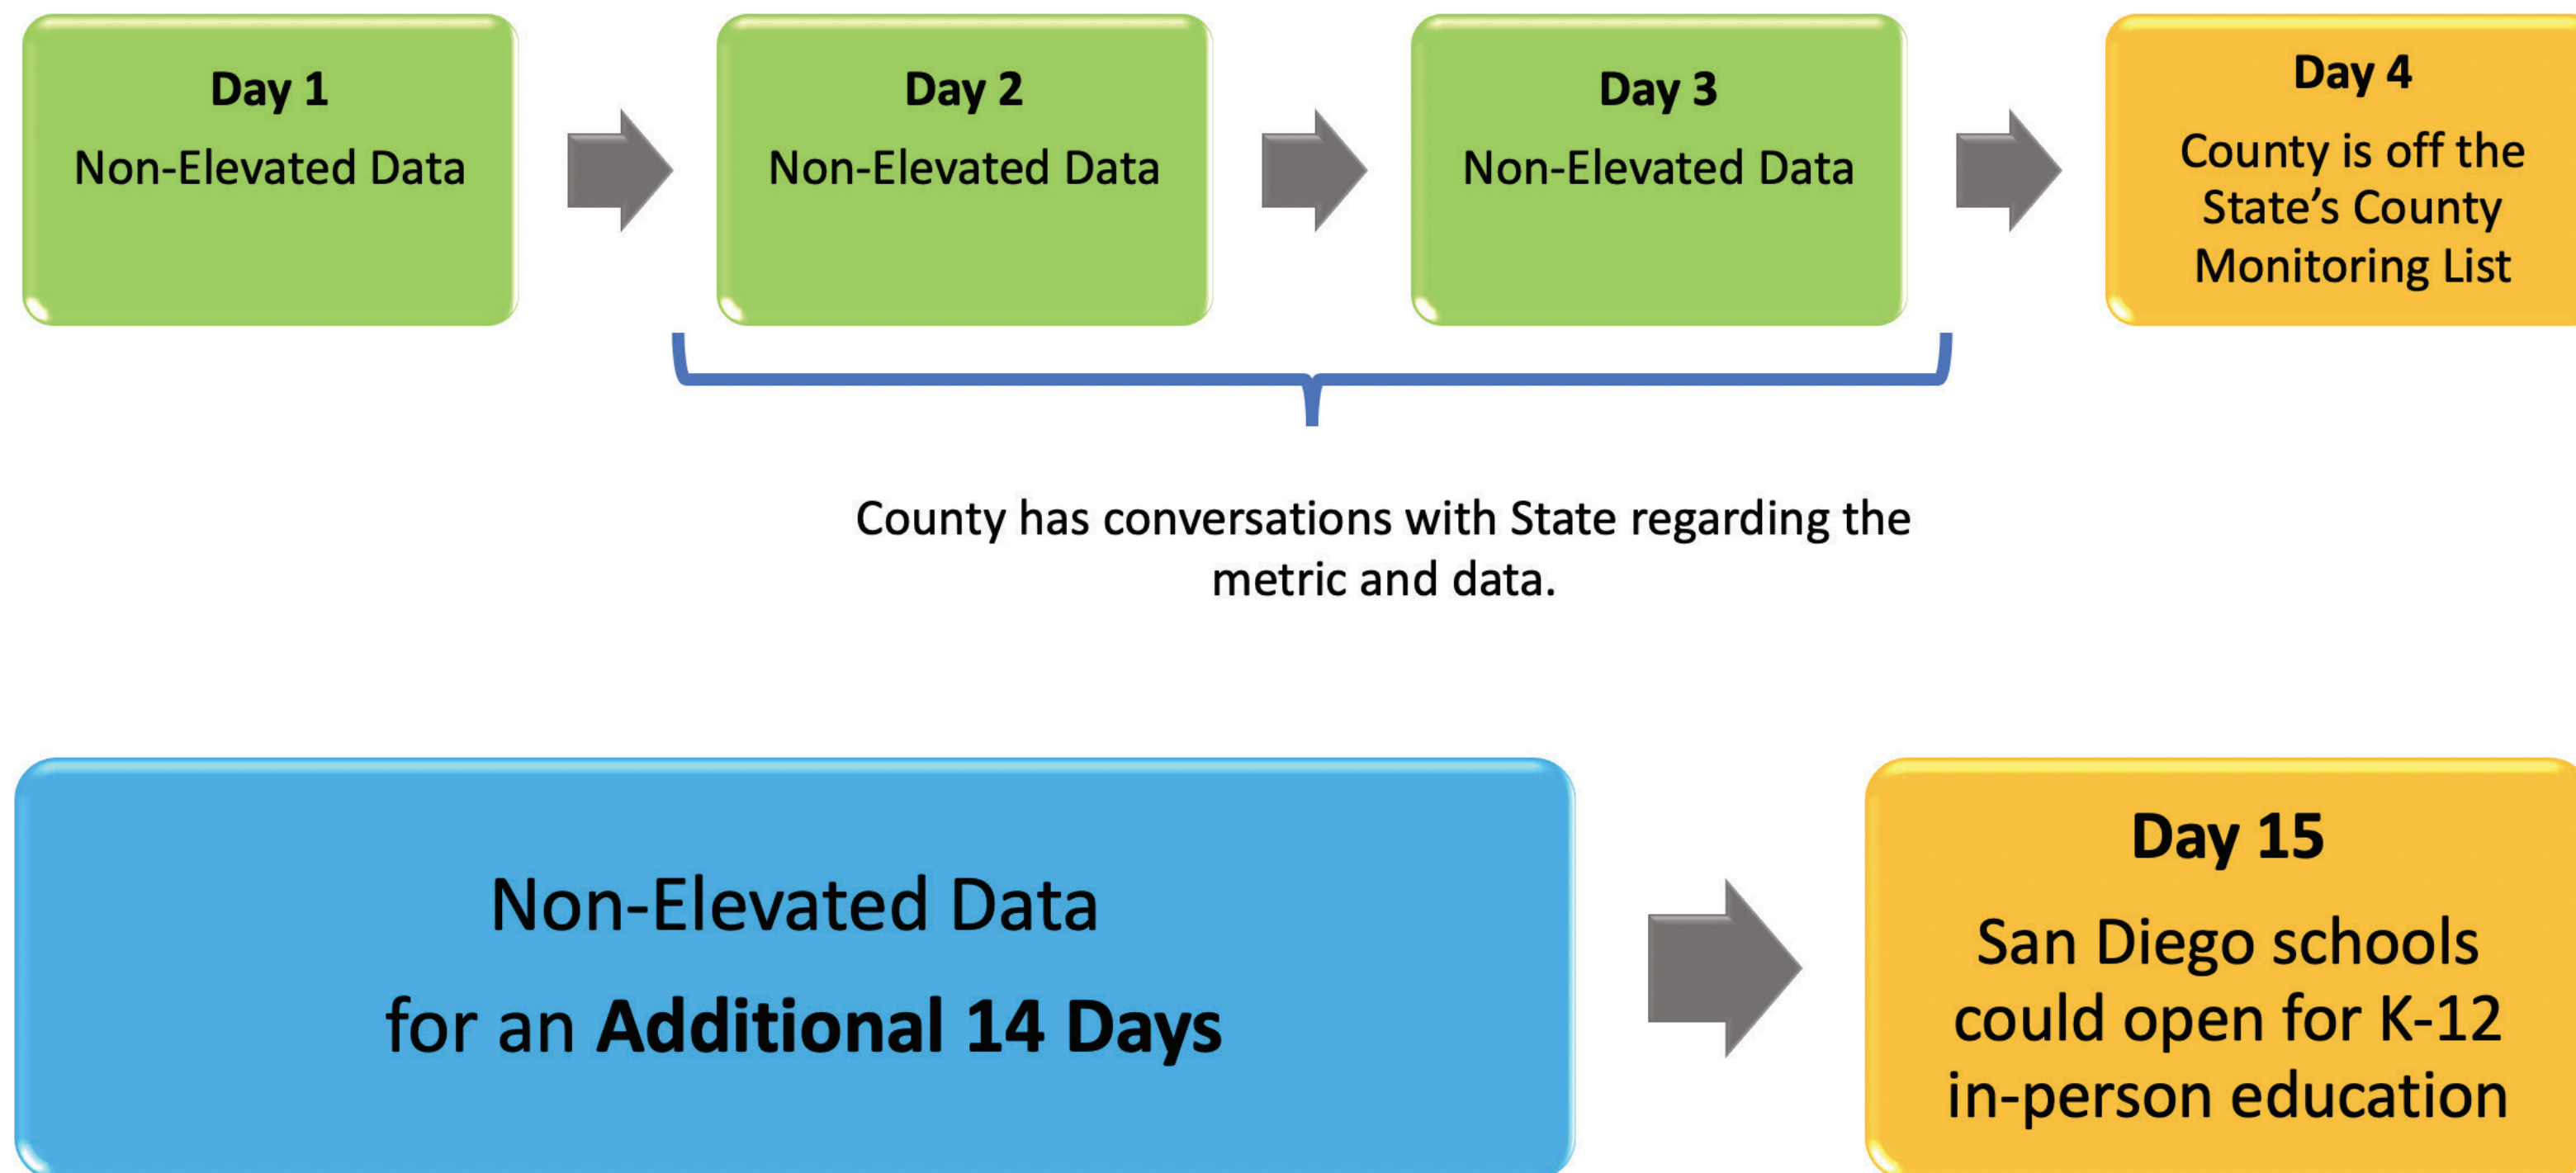 Day 1
Non-Elevated Data
Day 2
Non-Elevated Data
Day 3
Non-Elevated Data
Day 4
County is off the
State’s County
Monitoring List
County has conversations with State regarding the
metric and data.
Non-Elevated Data
for an Additional 14 Days
Day 15
San Diego schools
could open for K-12
in-person education